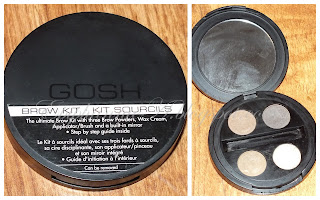 GOSH
BROW KIT / KIT SOURCILS
The ultimate Brow Kit with three Brow Powders, Wax Cream,
Applicator/Brush and a built-in mirror
• Step by step guide inside
Le Kit à sourcils idéal avec ses trois fards à sourcils,
sa cire disciplinante, son applicateur/pinceau
et son miroir intégré
• Guide d'initiation à l'intérieur
Can be removed